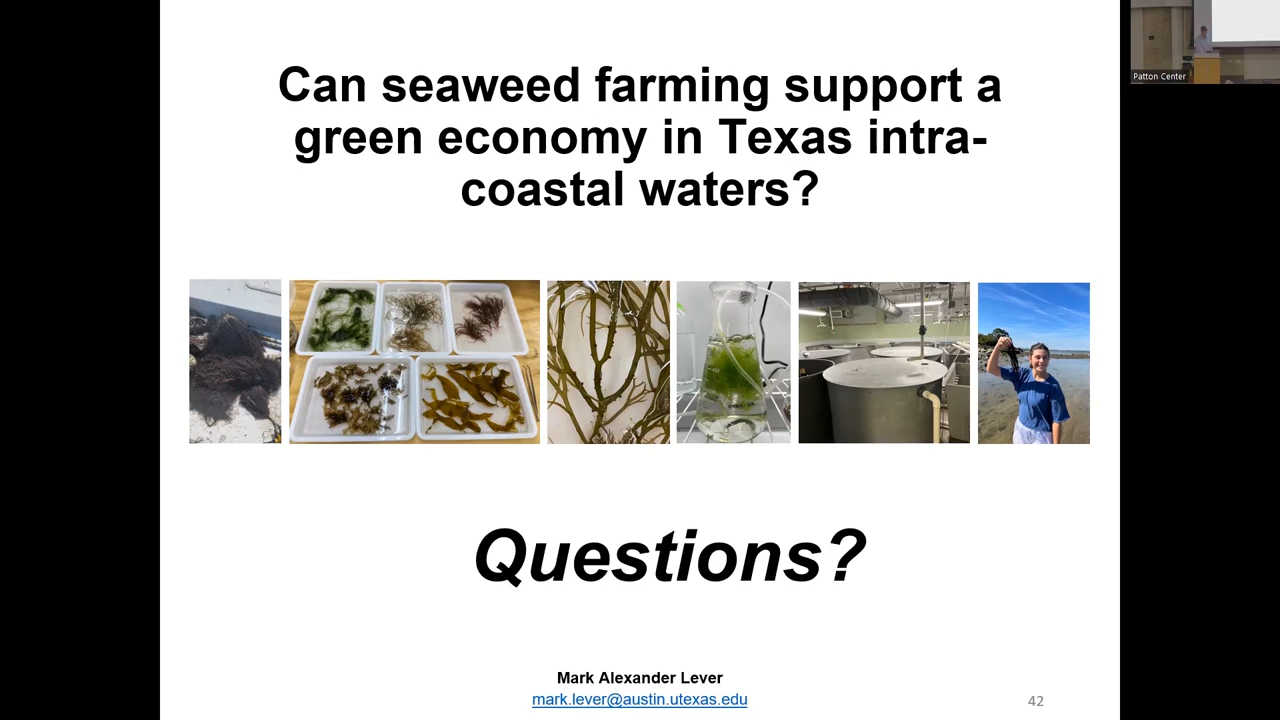 Can seaweed farming support a
green economy in Texas intra-
coastal waters?
Questions?
Mark Alexander Lever
mark.lever@austin.utexas.edu
42
Patton Center